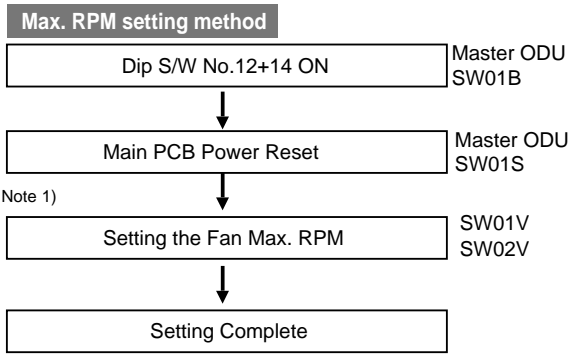 Max. RPM setting method
Dip S/W No.12+14 ON
Master ODU
SW01B
Main PCB Power Reset
Master ODU
SW01S
Note 1)
Setting the Fan Max. RPM
SW01V
SW02V
Setting Complete